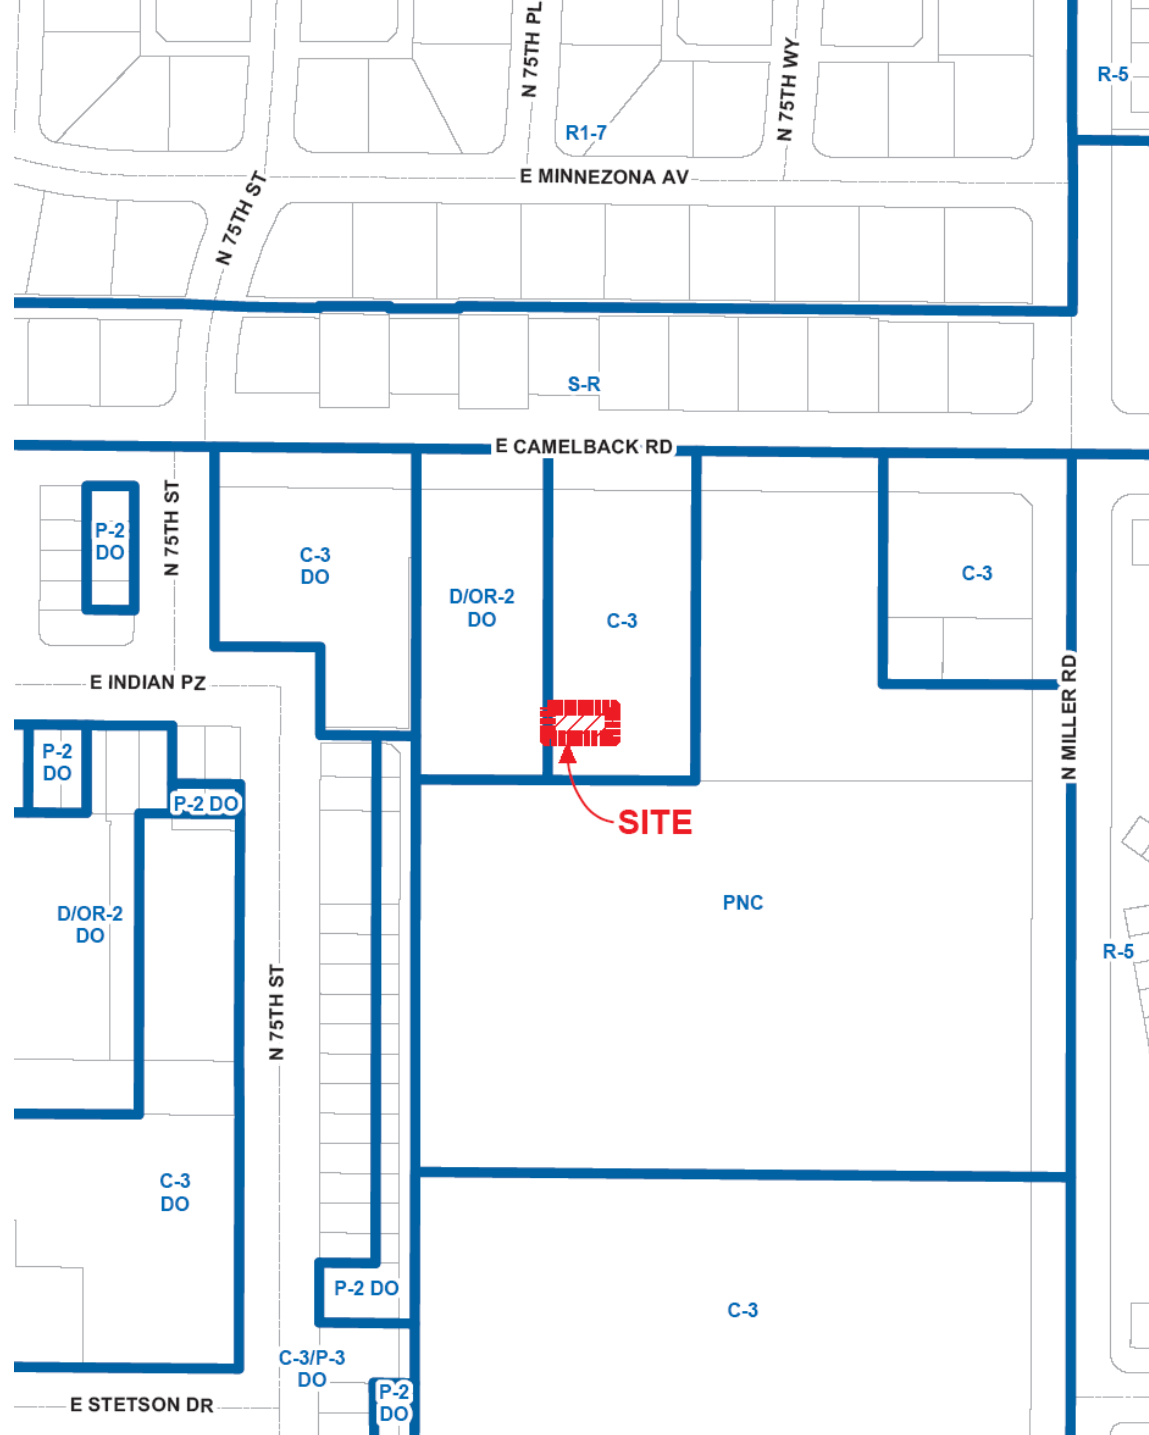 N 75TH PL
N 75TH WY
R-5
R1-7
E MINNEZONA AV
N 75TH ST
S-R
E CAMELBACK RD
N 75TH ST
P-2
DO
C-3
DO
D/OR-2
DO
C-3
C-3
E INDIAN PZ
N MILLER RD
P-2
DO
P-2 DO
SITE
D/OR-2
DO
PNC
R-5
N 75TH ST
C-3
DO
P-2 DO
C-3
C-3/P-3
DO
P-2
DO
E STETSON DR